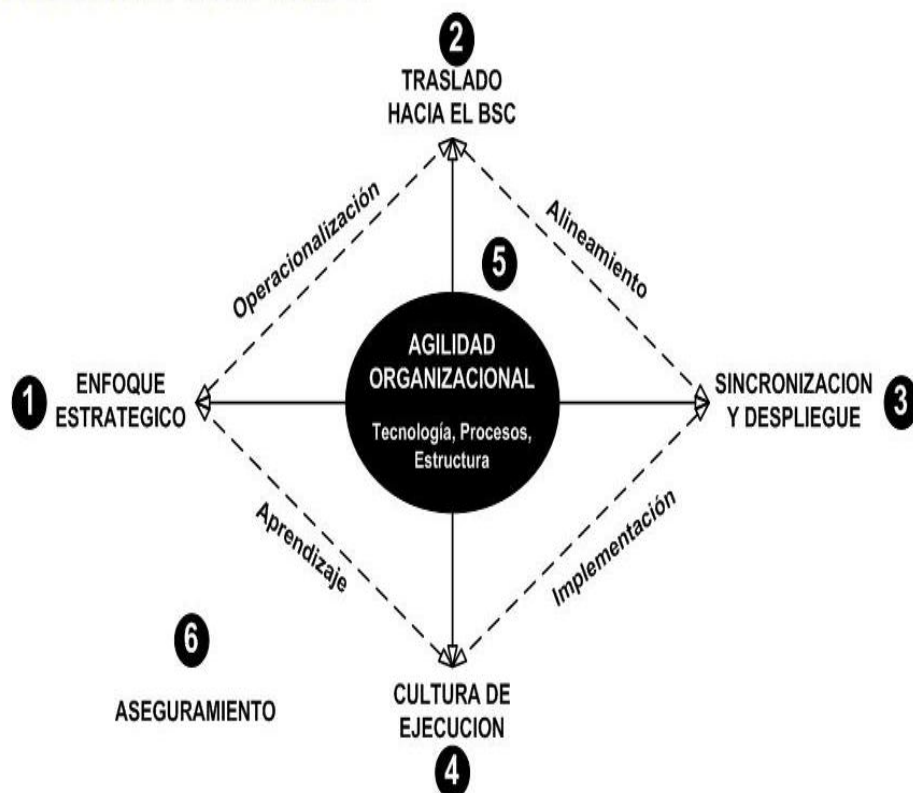 2
TRASLADO
HACIA EL BSC
Operacionalización
Alineamiento
5
AGILIDAD
ORGANIZACIONAL
Tecnología, Procesos,
Estructura
1
ENFOQUE
ESTRATEGICO
SINCRONIZACION
Y DESPLIEGUE
3
Aprendizaje
Implementación
6
ASEGURAMIENTO
CULTURA DE
EJECUCION
4